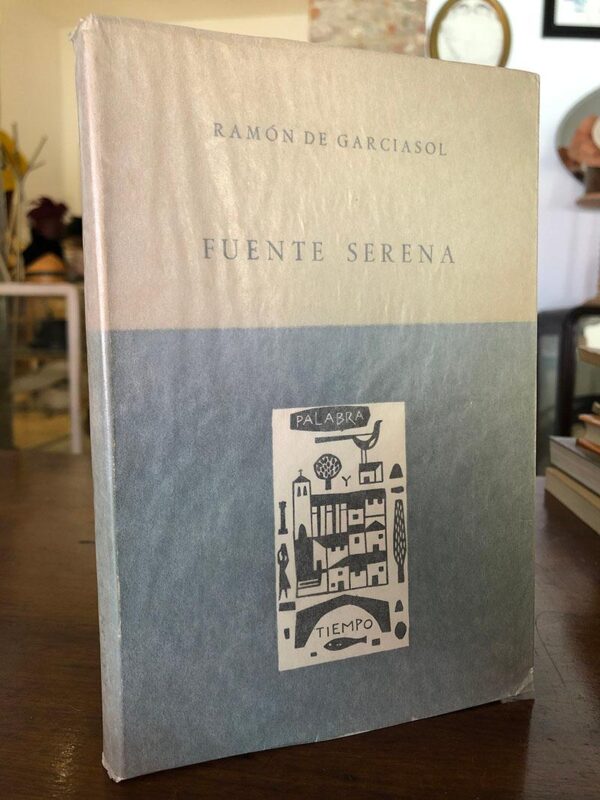 RAMÓN DE GARCIASOL
FUENTE SERENA
PALABRA
Y
TIEMPO